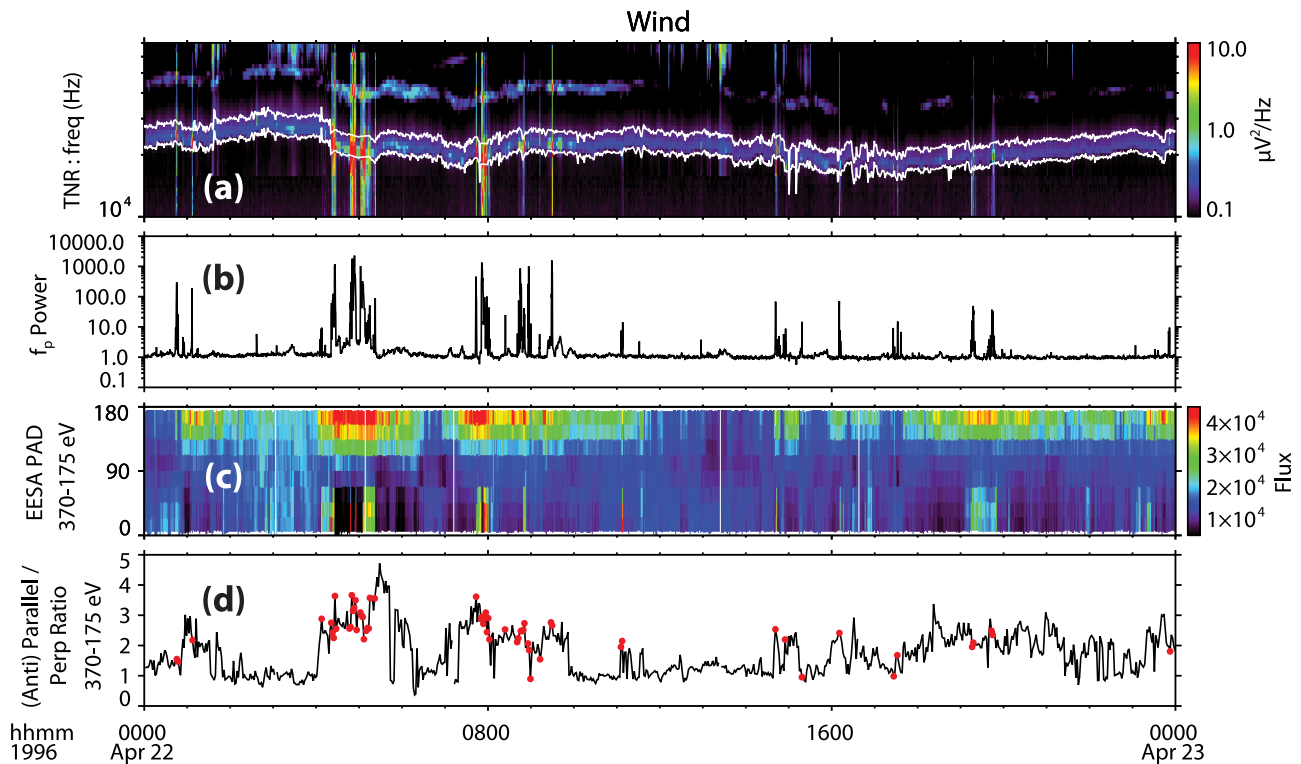 Wind
TNR : freq (Hz)
10⁴
(a)
10.0
1.0
0.1
μV²/Hz
fₚ Power
10000.0
1000.0
100.0
10.0
1.0
0.1
(b)
EESA PAD
370-175 eV
180
90
0
(c)
4×10⁴
3×10⁴
2×10⁴
1×10⁴
Flux
(Anti) Parallel /
Perp Ratio
370-175 eV
5
4
3
2
1
0
(d)
hhmm
1996
0000
Apr 22
0800
1600
0000
Apr 23